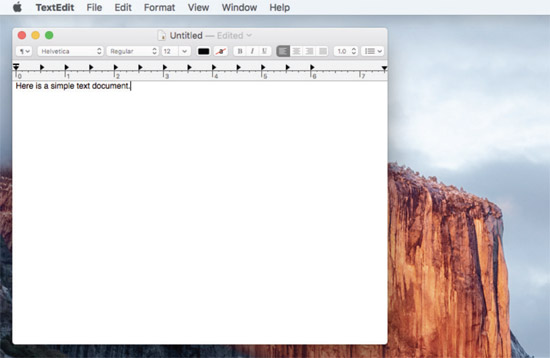 TextEdit File Edit Format View Window Help
Untitled — Edited
¶ Helvetica Regular 12 a B I U 1.0
0 1 2 3 4 5 6 7
Here is a simple text document.